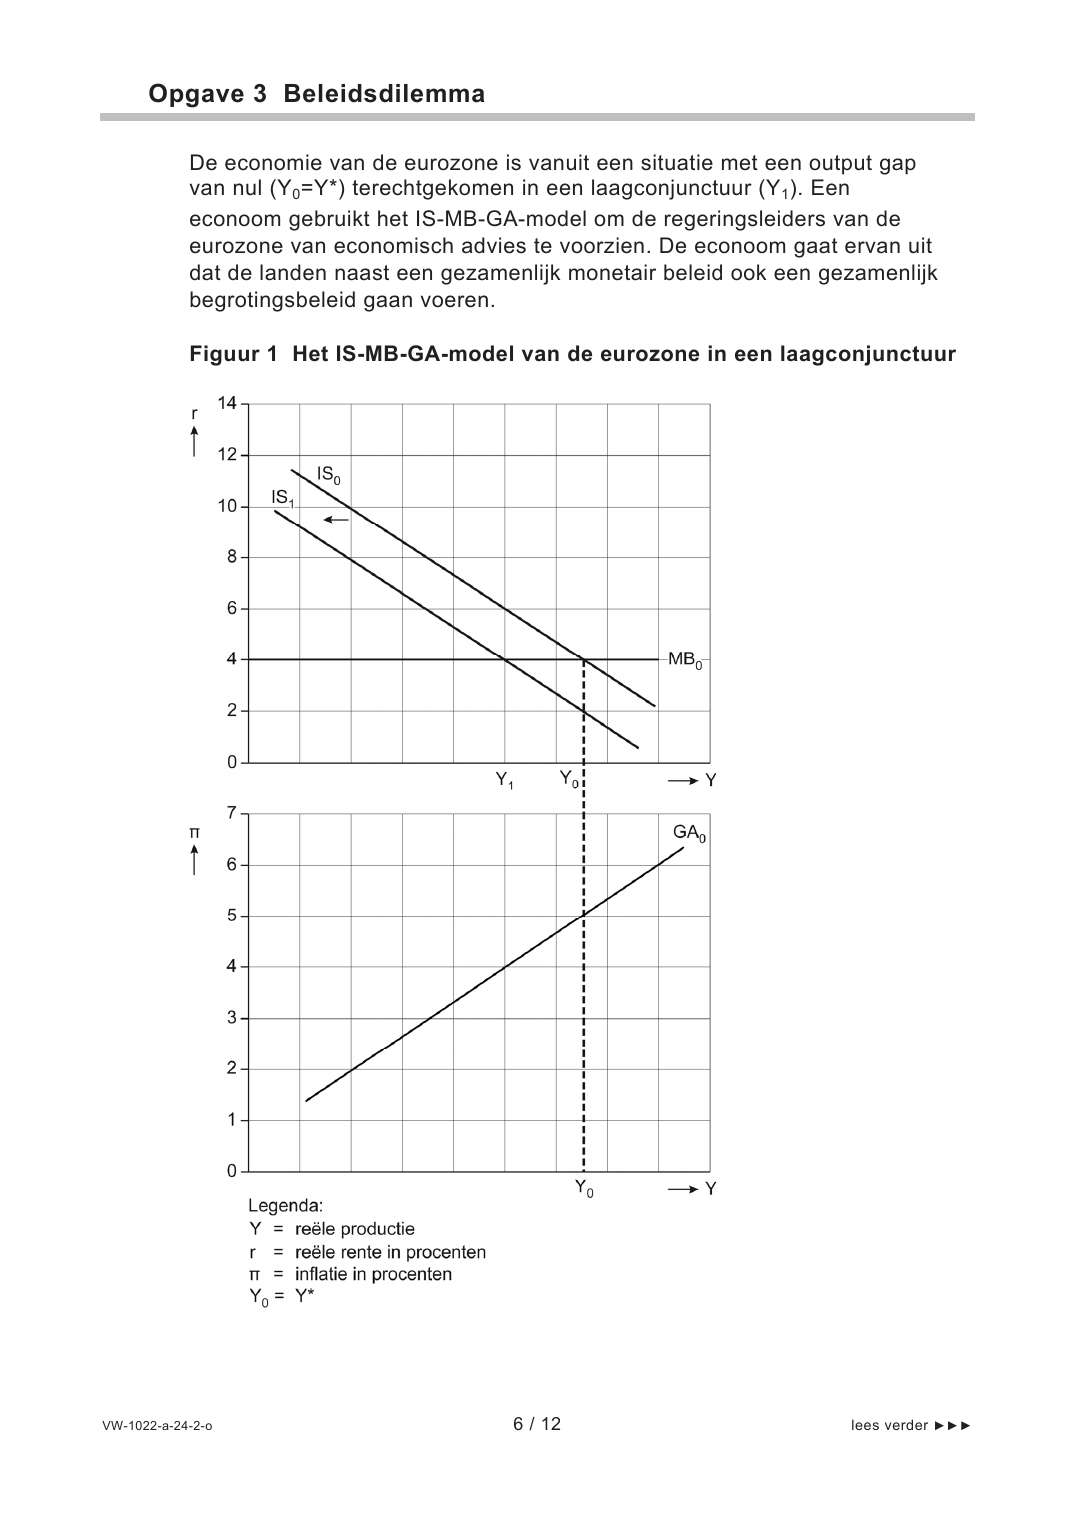 Opgave 3  Beleidsdilemma
De economie van de eurozone is vanuit een situatie met een output gap
van nul (Y₀=Y*) terechtgekomen in een laagconjunctuur (Y₁). Een
econoom gebruikt het IS-MB-GA-model om de regeringsleiders van de
eurozone van economisch advies te voorzien. De econoom gaat ervan uit
dat de landen naast een gezamenlijk monetair beleid ook een gezamenlijk
begrotingsbeleid gaan voeren.
Figuur 1  Het IS-MB-GA-model van de eurozone in een laagconjunctuur
14
r
12
IS₀
IS₁
10
8
6
4
MB₀
2
0
Y₁
Y₀
Y
7
π
GA₀
6
5
4
3
2
1
0
Y₀
Y
Legenda:
Y = reële productie
r = reële rente in procenten
π = inflatie in procenten
Y₀ = Y*
VW-1022-a-24-2-o
6 / 12
lees verder ►►►